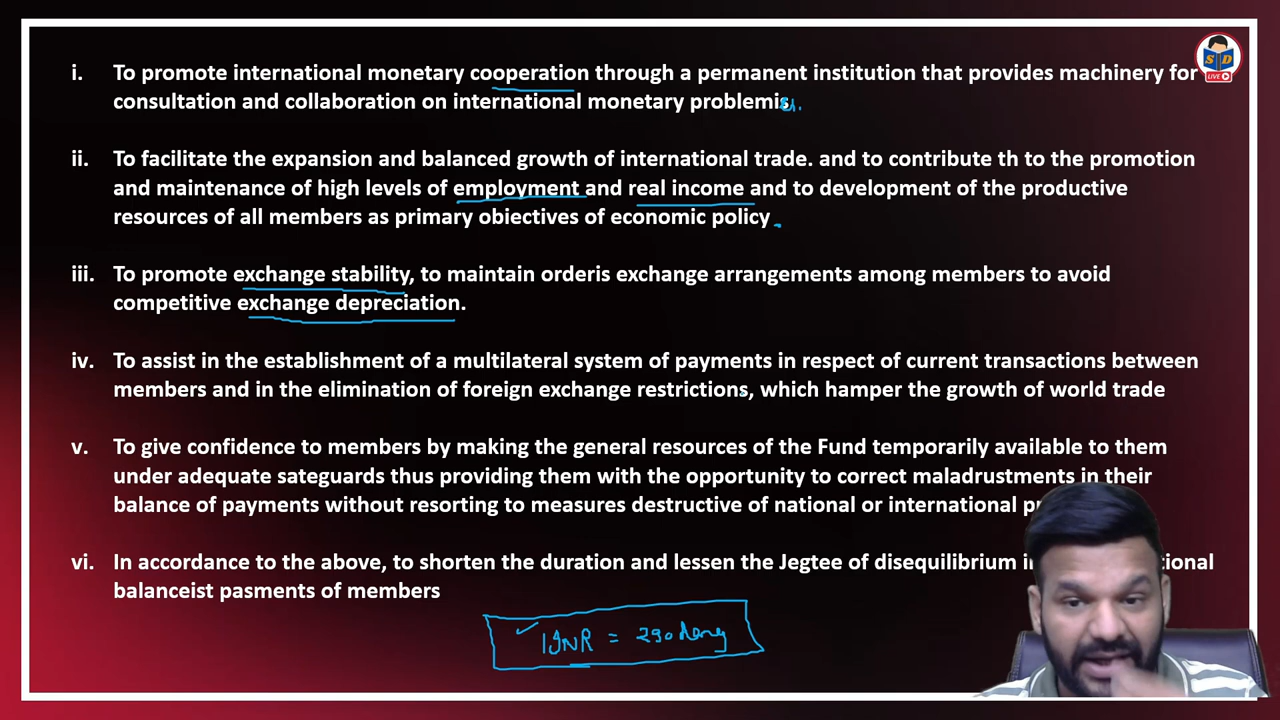 i. To promote international monetary cooperation through a permanent institution that provides machinery for
consultation and collaboration on international monetary problemis
ii. To facilitate the expansion and balanced growth of international trade. and to contribute th to the promotion
and maintenance of high levels of employment and real income and to development of the productive
resources of all members as primary obiectives of economic policy
iii. To promote exchange stability, to maintain orderis exchange arrangements among members to avoid
competitive exchange depreciation.
iv. To assist in the establishment of a multilateral system of payments in respect of current transactions between
members and in the elimination of foreign exchange restrictions, which hamper the growth of world trade
v. To give confidence to members by making the general resources of the Fund temporarily available to them
under adequate sateguards thus providing them with the opportunity to correct maladrustments in their
balance of payments without resorting to measures destructive of national or international
vi. In accordance to the above, to shorten the duration and lessen the Jegtee of disequilibrium
balanceist pasments of members
1 INR = 290 dong
S D
LIVE